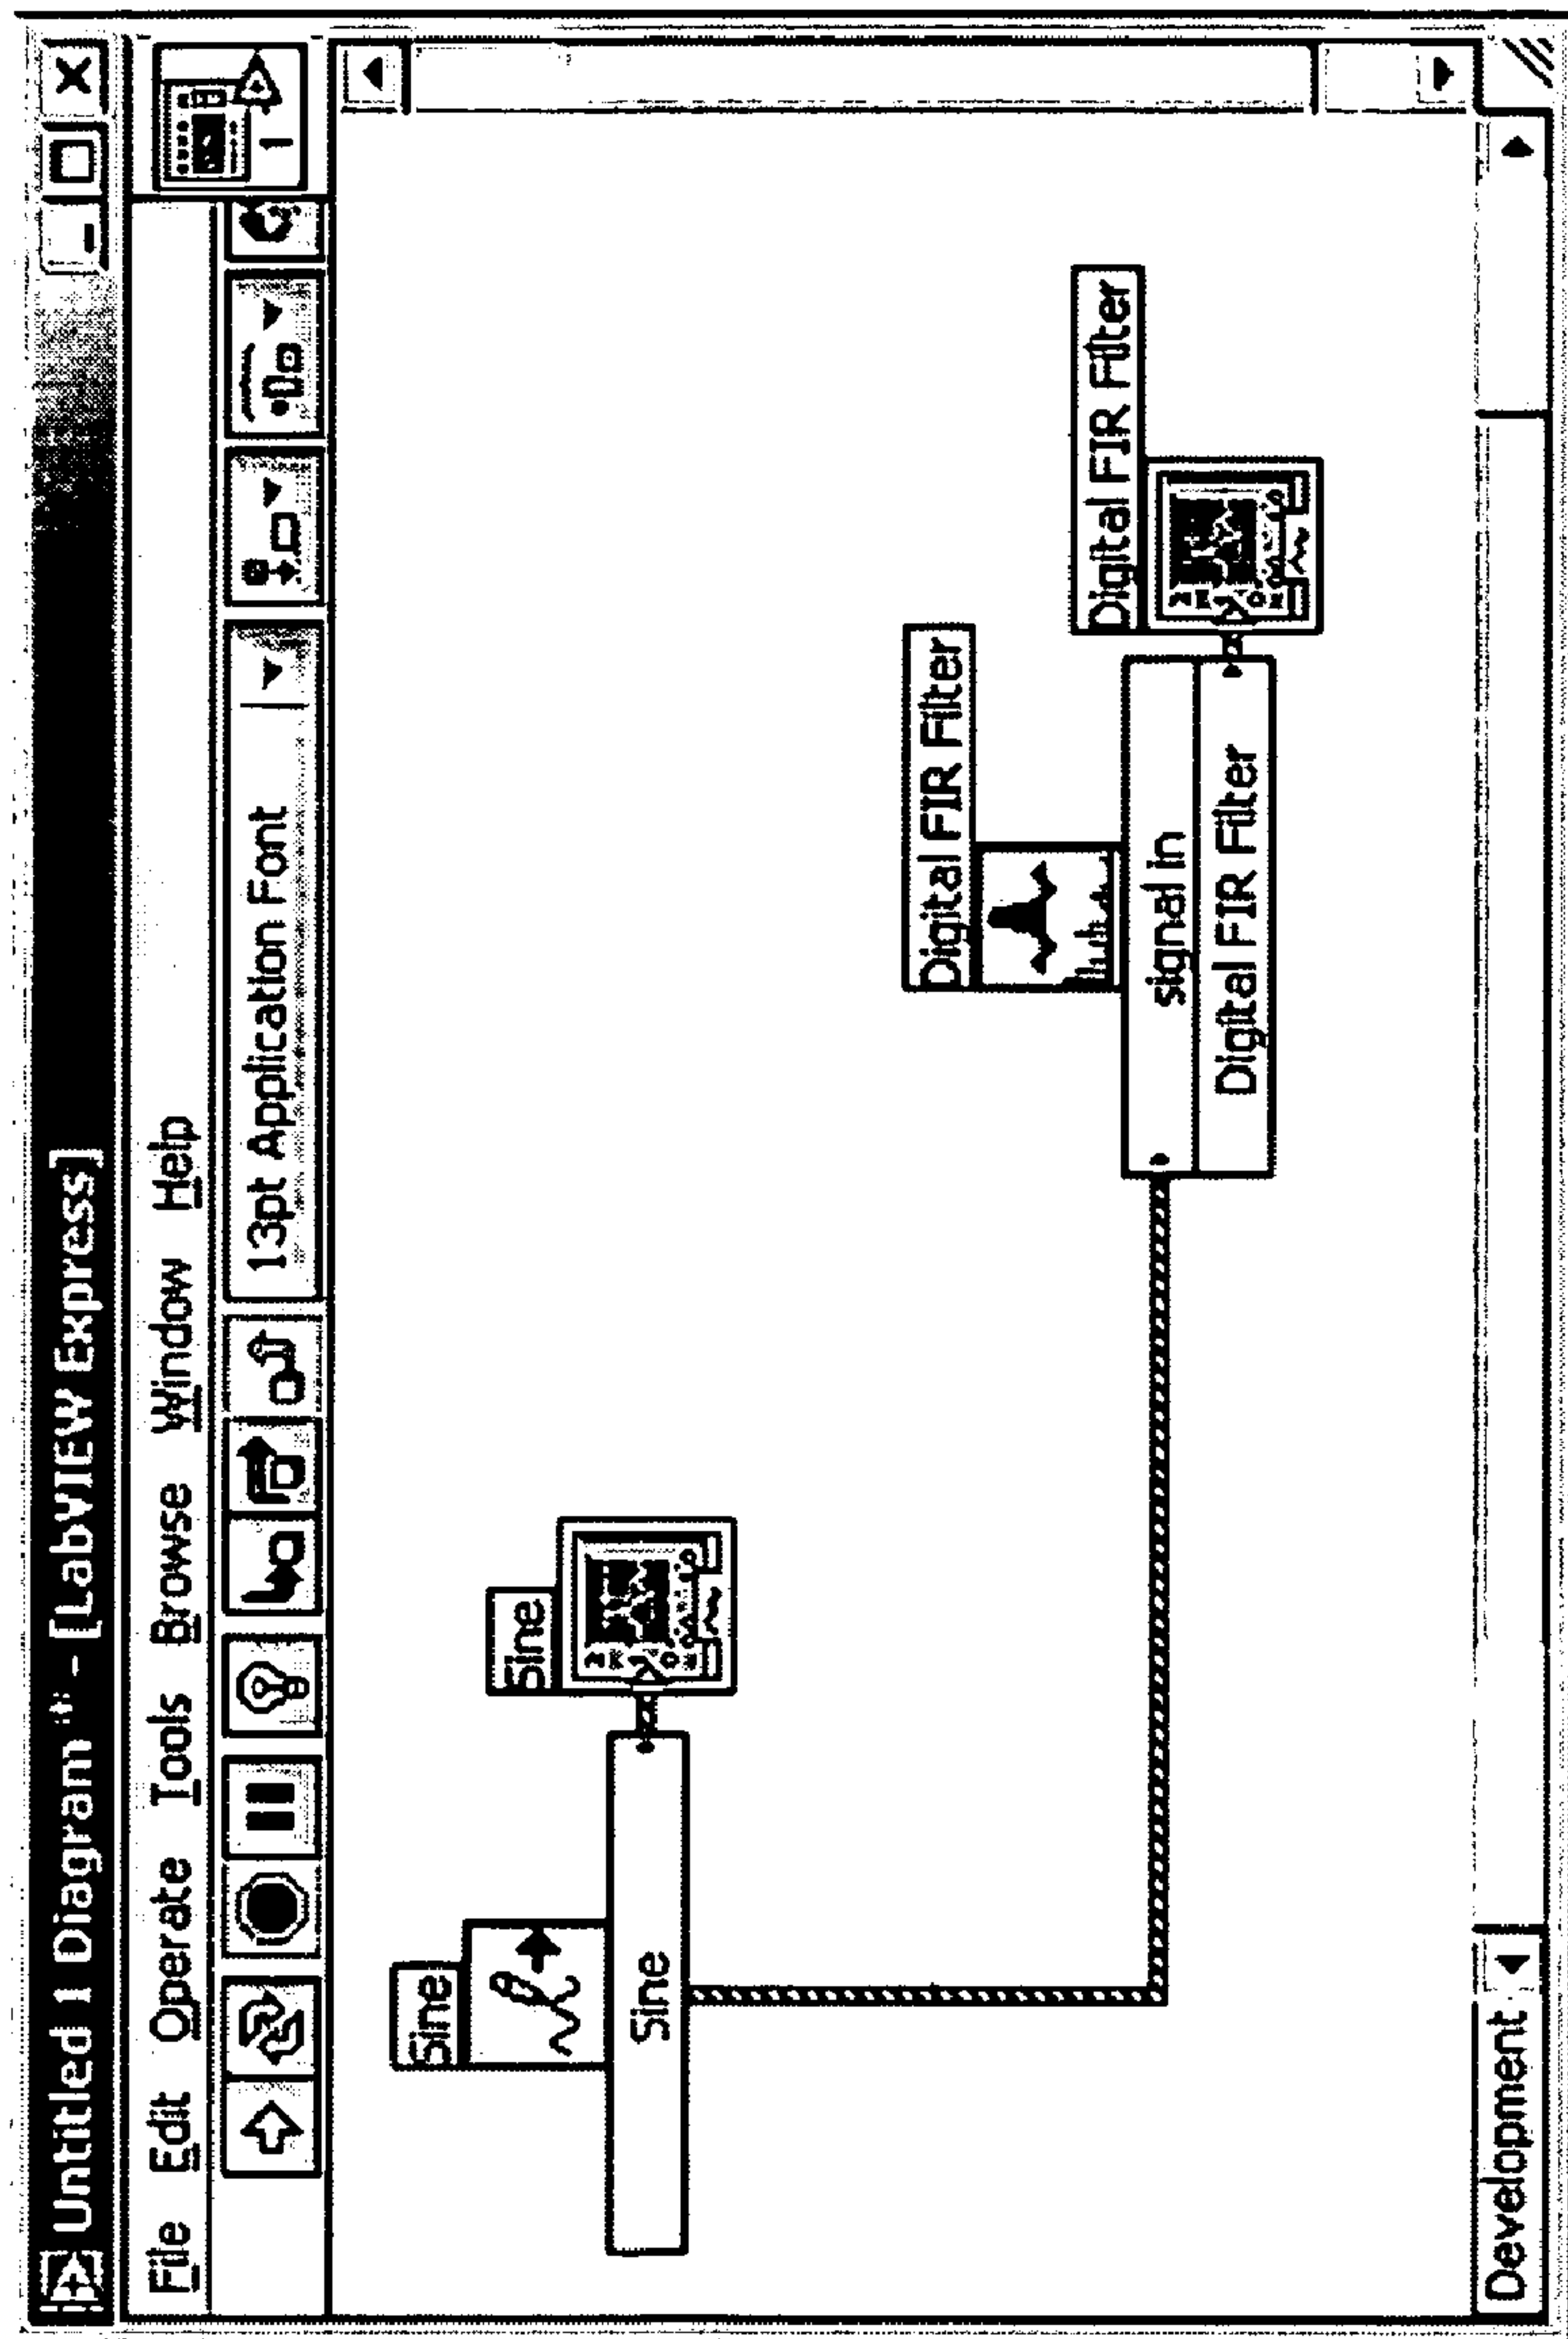 Untitled 1 Diagram * - [LabVIEW Express]
File Edit Operate Tools Browse Window Help
13pt Application Font
1
Sine
Sine
Sine
Digital FIR Filter
Digital FIR Filter
signal in
Digital FIR Filter
Development